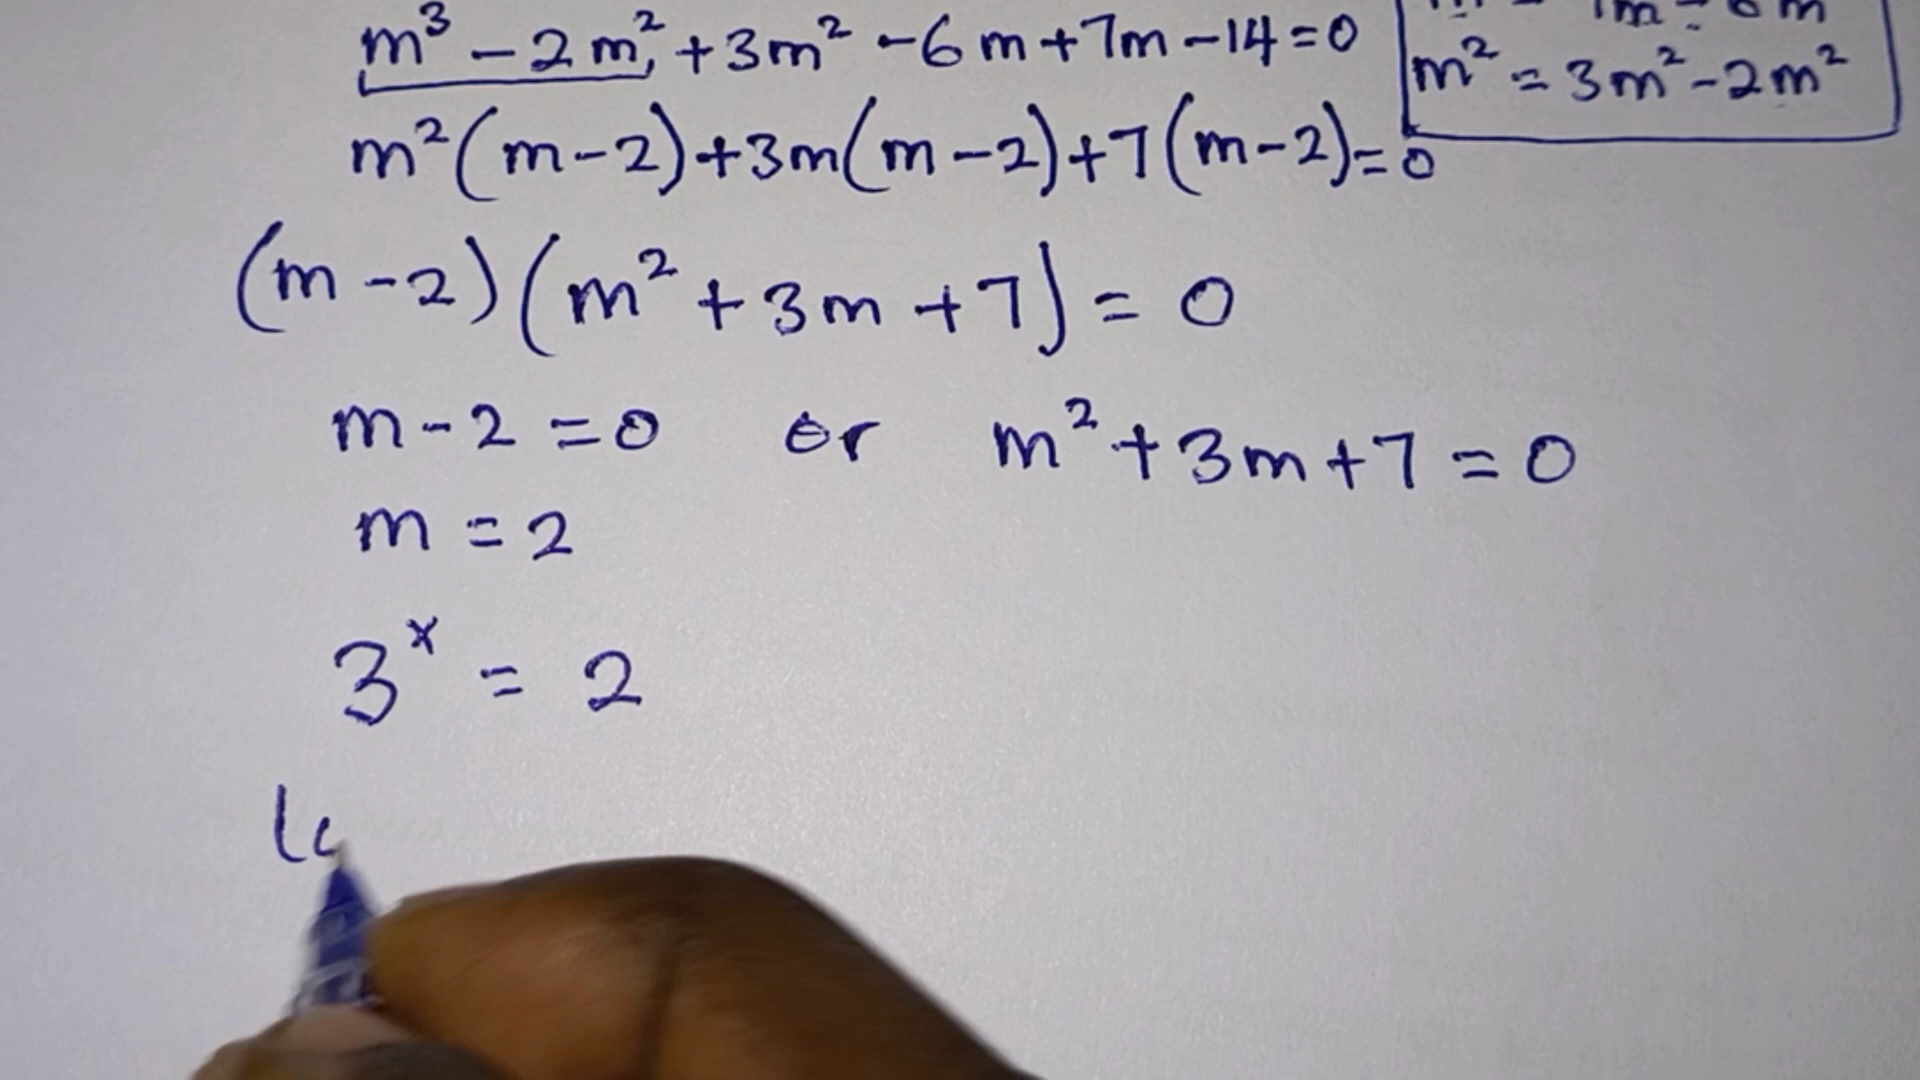 m³ - 2m² + 3m² - 6m + 7m - 14 = 0
m² = 3m² - 2m²
m²(m - 2) + 3m(m - 2) + 7(m - 2) = 0
(m - 2)(m² + 3m + 7) = 0
m - 2 = 0 or m² + 3m + 7 = 0
m = 2
3ˣ = 2